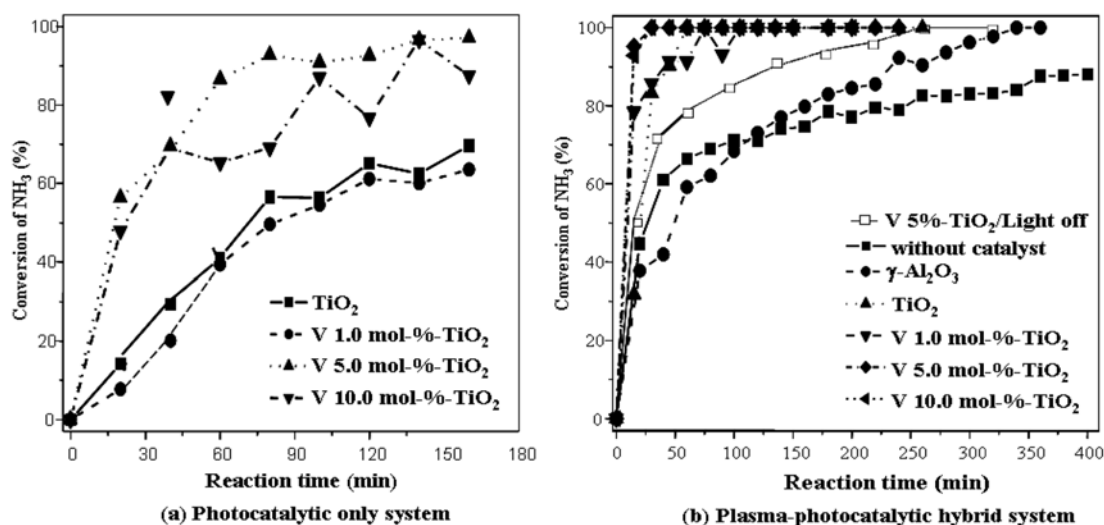 100
80
60
40
20
0
Conversion of NH3 (%)
TiO2
V 1.0 mol-%-TiO2
V 5.0 mol-%-TiO2
V 10.0 mol-%-TiO2
0 30 60 90 120 150 180
Reaction time (min)
(a) Photocatalytic only system
100
80
60
40
20
0
Conversion of NH3 (%)
V 5%-TiO2/Light off
without catalyst
γ-Al2O3
TiO2
V 1.0 mol-%-TiO2
V 5.0 mol-%-TiO2
V 10.0 mol-%-TiO2
0 50 100 150 200 250 300 350 400
Reaction time (min)
(b) Plasma-photocatalytic hybrid system